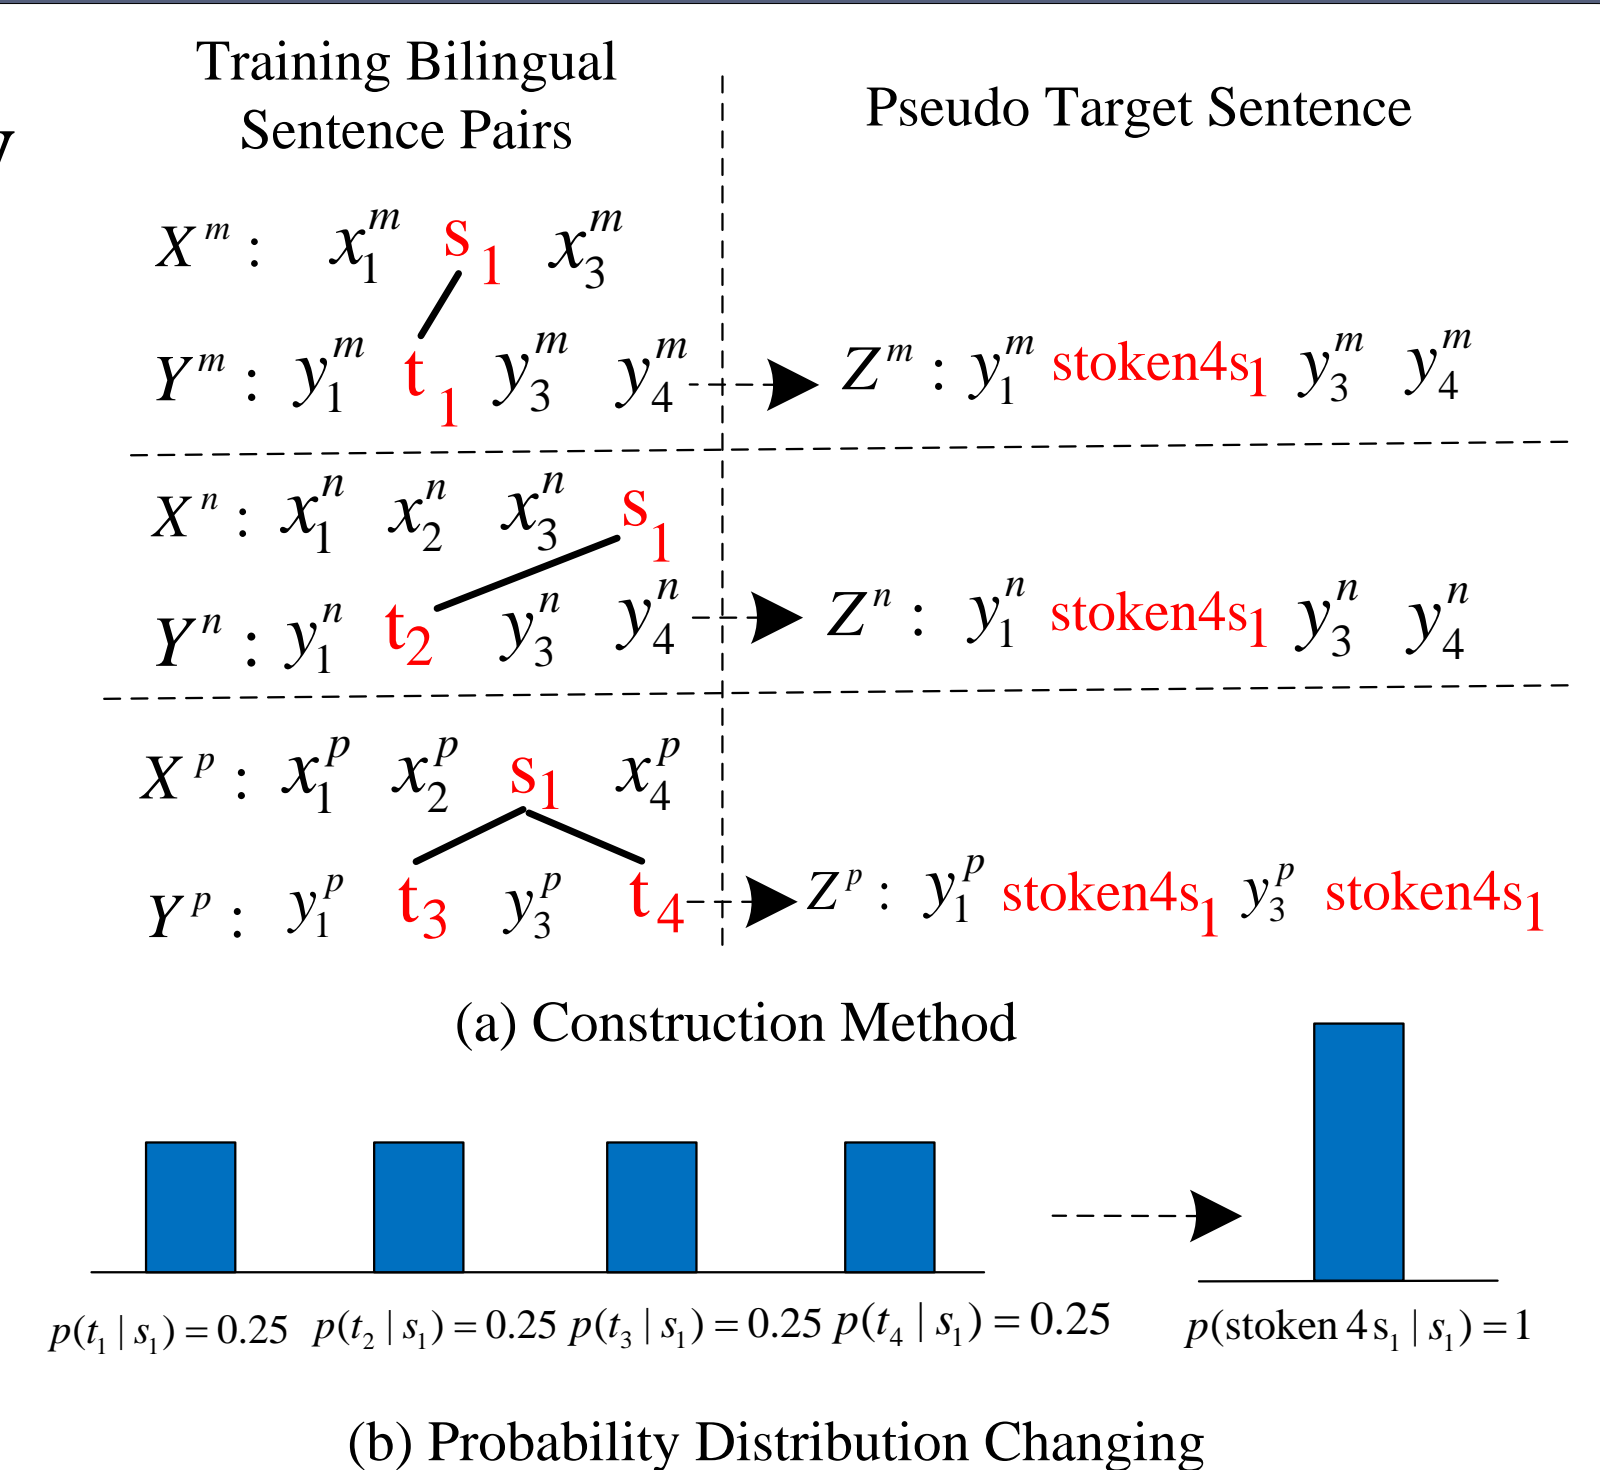 Training Bilingual
Sentence Pairs
Pseudo Target Sentence
X^m : x_1^m s_1 x_3^m
Y^m : y_1^m t_1 y_3^m y_4^m
Z^m : y_1^m stoken4s_1 y_3^m y_4^m
X^n : x_1^n x_2^n x_3^n s_1
Y^n : y_1^n t_2 y_3^n y_4^n
Z^n : y_1^n stoken4s_1 y_3^n y_4^n
X^p : x_1^p x_2^p s_1 x_4^p
Y^p : y_1^p t_3 y_3^p t_4
Z^p : y_1^p stoken4s_1 y_3^p stoken4s_1
(a) Construction Method
p(t_1 | s_1) = 0.25 p(t_2 | s_1) = 0.25 p(t_3 | s_1) = 0.25 p(t_4 | s_1) = 0.25
p(stoken 4 s_1 | s_1) = 1
(b) Probability Distribution Changing